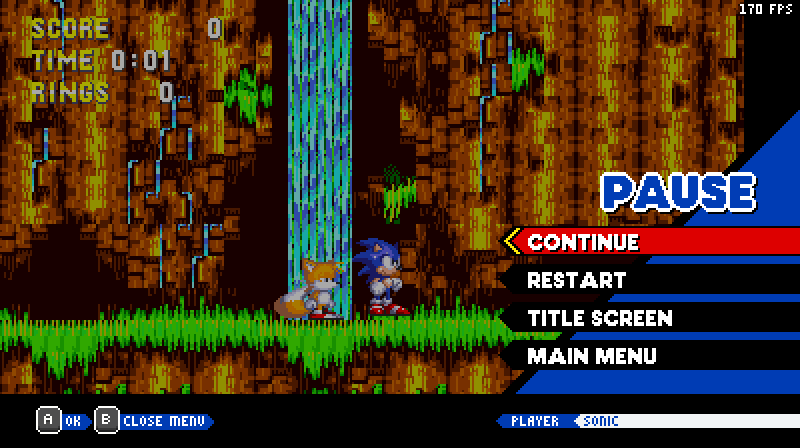 170 FPS
SCORE 0
TIME 0:01
RINGS 0
PAUSE
CONTINUE
RESTART
TITLE SCREEN
MAIN MENU
A OK B CLOSE MENU
PLAYER SONIC